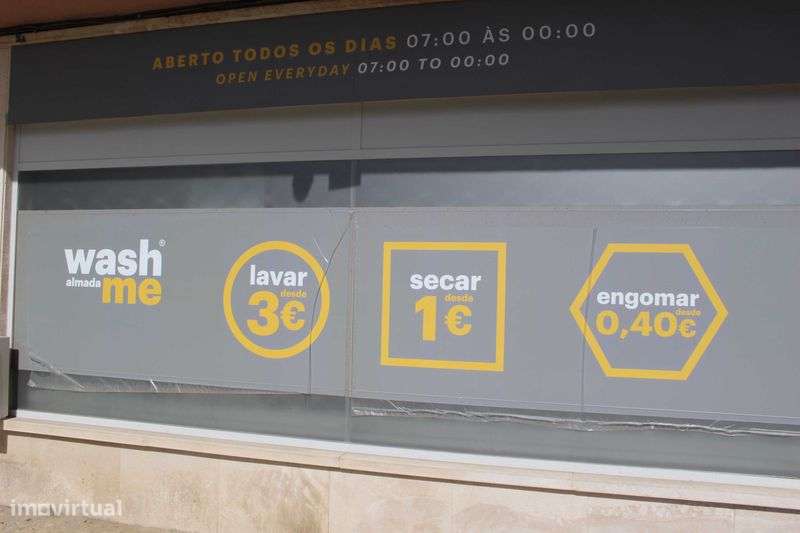 ABERTO TODOS OS DIAS 07:00 ÀS 00:00
OPEN EVERYDAY 07:00 TO 00:00
wash®
almada me
lavar
desde
3€
secar
desde
1€
engomar
desde
0,40€
imovirtual